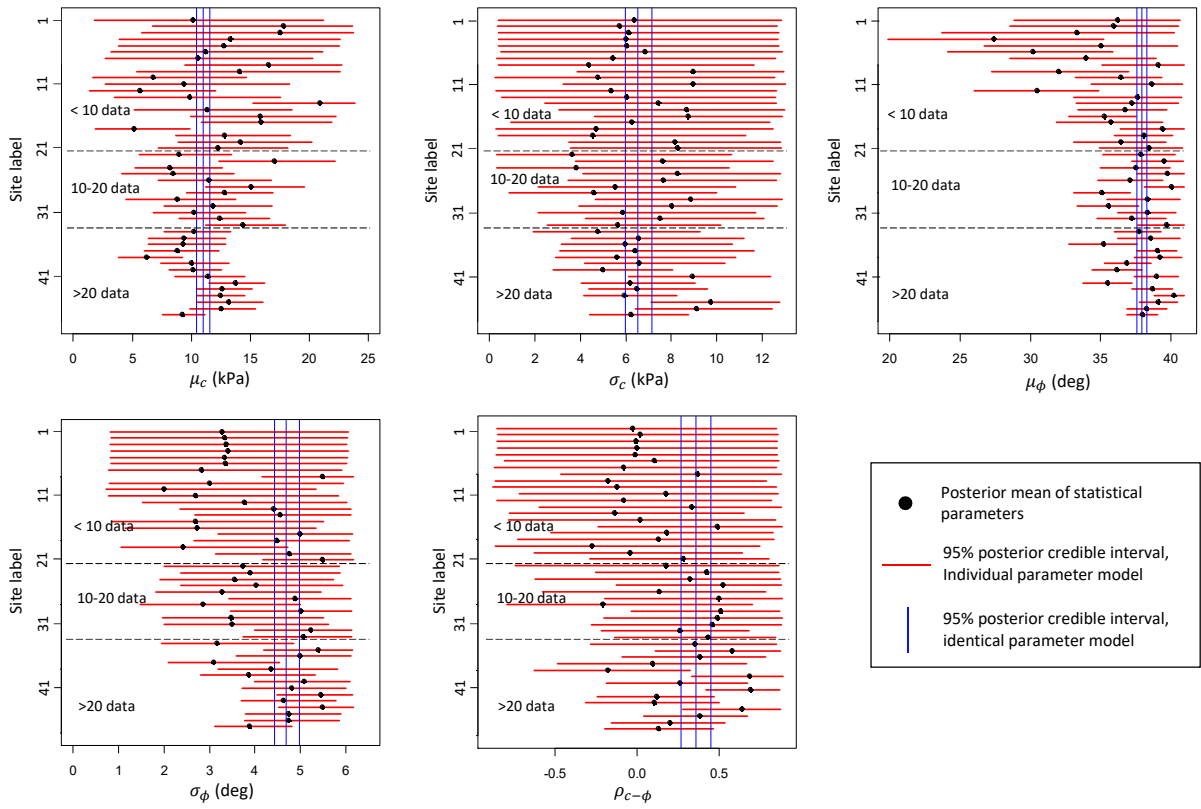 1
11
21
31
41
Site label
< 10 data
10-20 data
>20 data
0 5 10 15 20 25
μ_c (kPa)
1
11
21
31
41
Site label
< 10 data
10-20 data
>20 data
0 2 4 6 8 10 12
σ_c (kPa)
1
11
21
31
41
Site label
< 10 data
10-20 data
>20 data
20 25 30 35 40
μ_ϕ (deg)
1
11
21
31
41
Site label
< 10 data
10-20 data
>20 data
0 1 2 3 4 5 6
σ_ϕ (deg)
1
11
21
31
41
Site label
< 10 data
10-20 data
>20 data
-0.5 0.0 0.5
ρ_{c−ϕ}
Posterior mean of statistical
parameters
95% posterior credible interval,
Individual parameter model
95% posterior credible interval,
identical parameter model